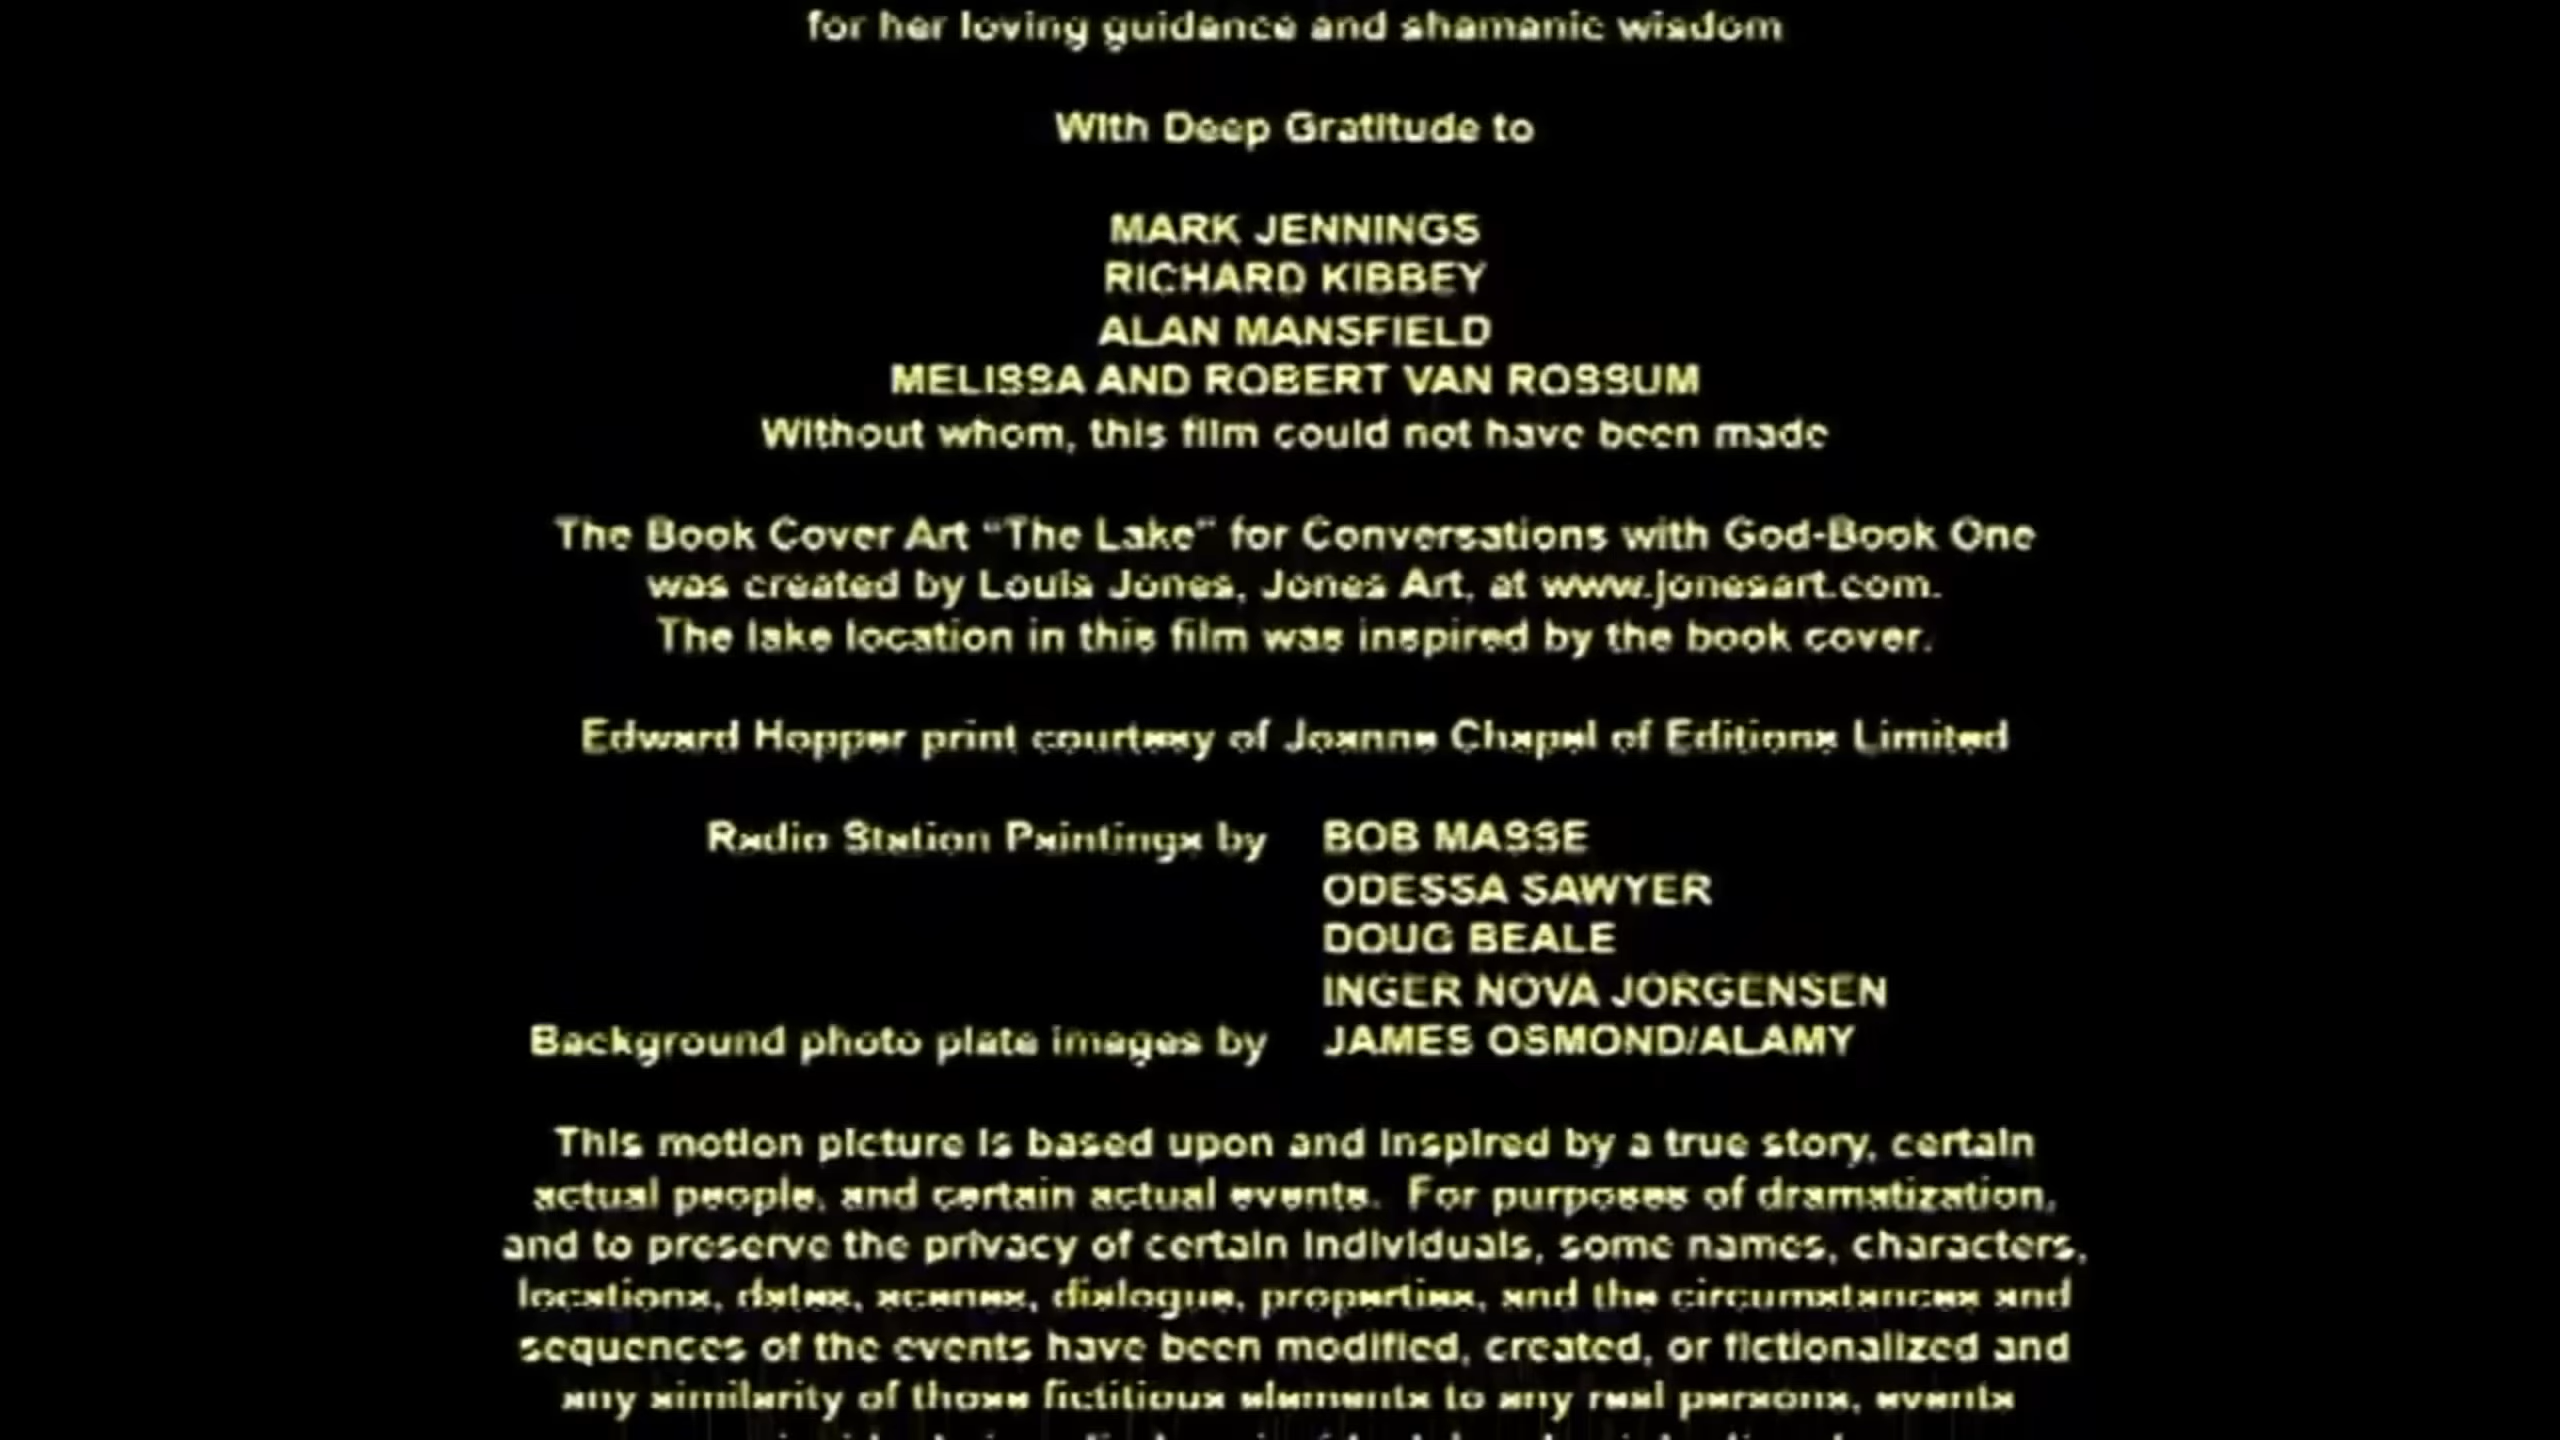 for her loving guidance and shamanic wisdom
With Deep Gratitude to
MARK JENNINGS
RICHARD KIBBEY
ALAN MANSFIELD
MELISSA AND ROBERT VAN ROSSUM
Without whom, this film could not have been made
The Book Cover Art “The Lake” for Conversations with God-Book One
was created by Louis Jones, Jones Art, at www.jonesart.com.
The lake location in this film was inspired by the book cover.
Edward Hopper print courtesy of Joanne Chapel of Editions Limited
Radio Station Paintings by BOB MASSE
ODESSA SAWYER
DOUG BEALE
INGER NOVA JORGENSEN
Background photo plate images by JAMES OSMOND/ALAMY
This motion picture is based upon and inspired by a true story, certain
actual people, and certain actual events. For purposes of dramatization,
and to preserve the privacy of certain individuals, some names, characters,
locations, dates, scenes, dialogue, properties, and the circumstances and
sequences of the events have been modified, created, or fictionalized and
any similarity of those fictitious elements to any real persons, events